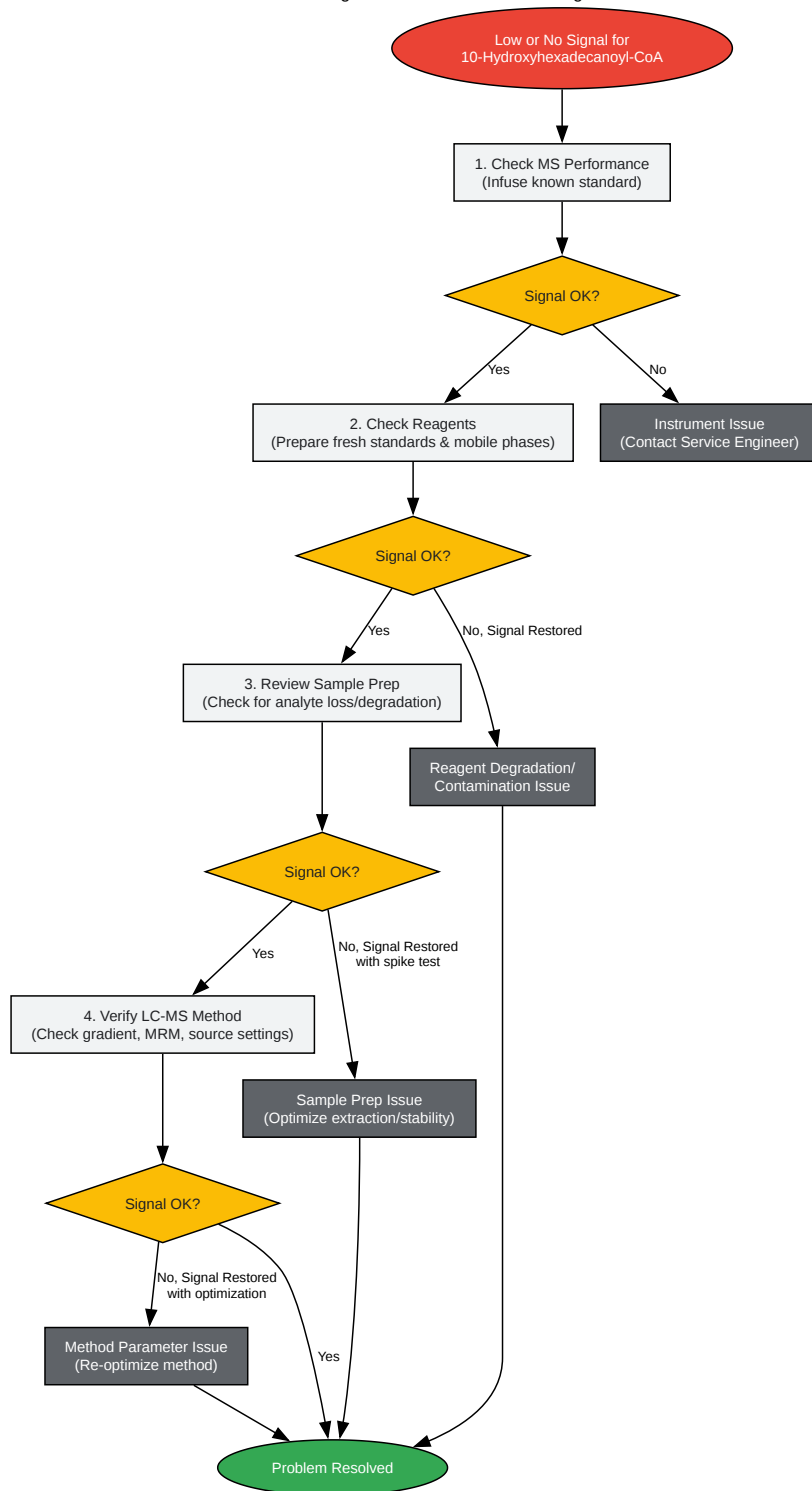 Low or No Signal for
10-Hydroxyhexadecanoyl-CoA
1. Check MS Performance
(Infuse known standard)
Signal OK?
Yes
No
2. Check Reagents
(Prepare fresh standards & mobile phases)
Instrument Issue
(Contact Service Engineer)
Signal OK?
Yes
No, Signal Restored
3. Review Sample Prep
(Check for analyte loss/degradation)
Reagent Degradation/
Contamination Issue
Signal OK?
Yes
No, Signal Restored
with spike test
4. Verify LC-MS Method
(Check gradient, MRM, source settings)
Sample Prep Issue
(Optimize extraction/stability)
Signal OK?
No, Signal Restored
with optimization
Yes
Method Parameter Issue
(Re-optimize method)
Problem Resolved